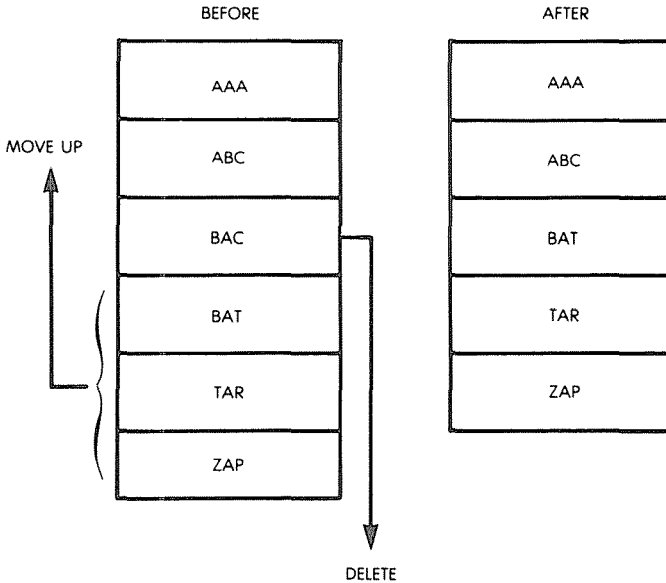 BEFORE
AFTER
AAA
AAA
MOVE UP
ABC
ABC
BAC
BAT
BAT
TAR
TAR
ZAP
ZAP
DELETE